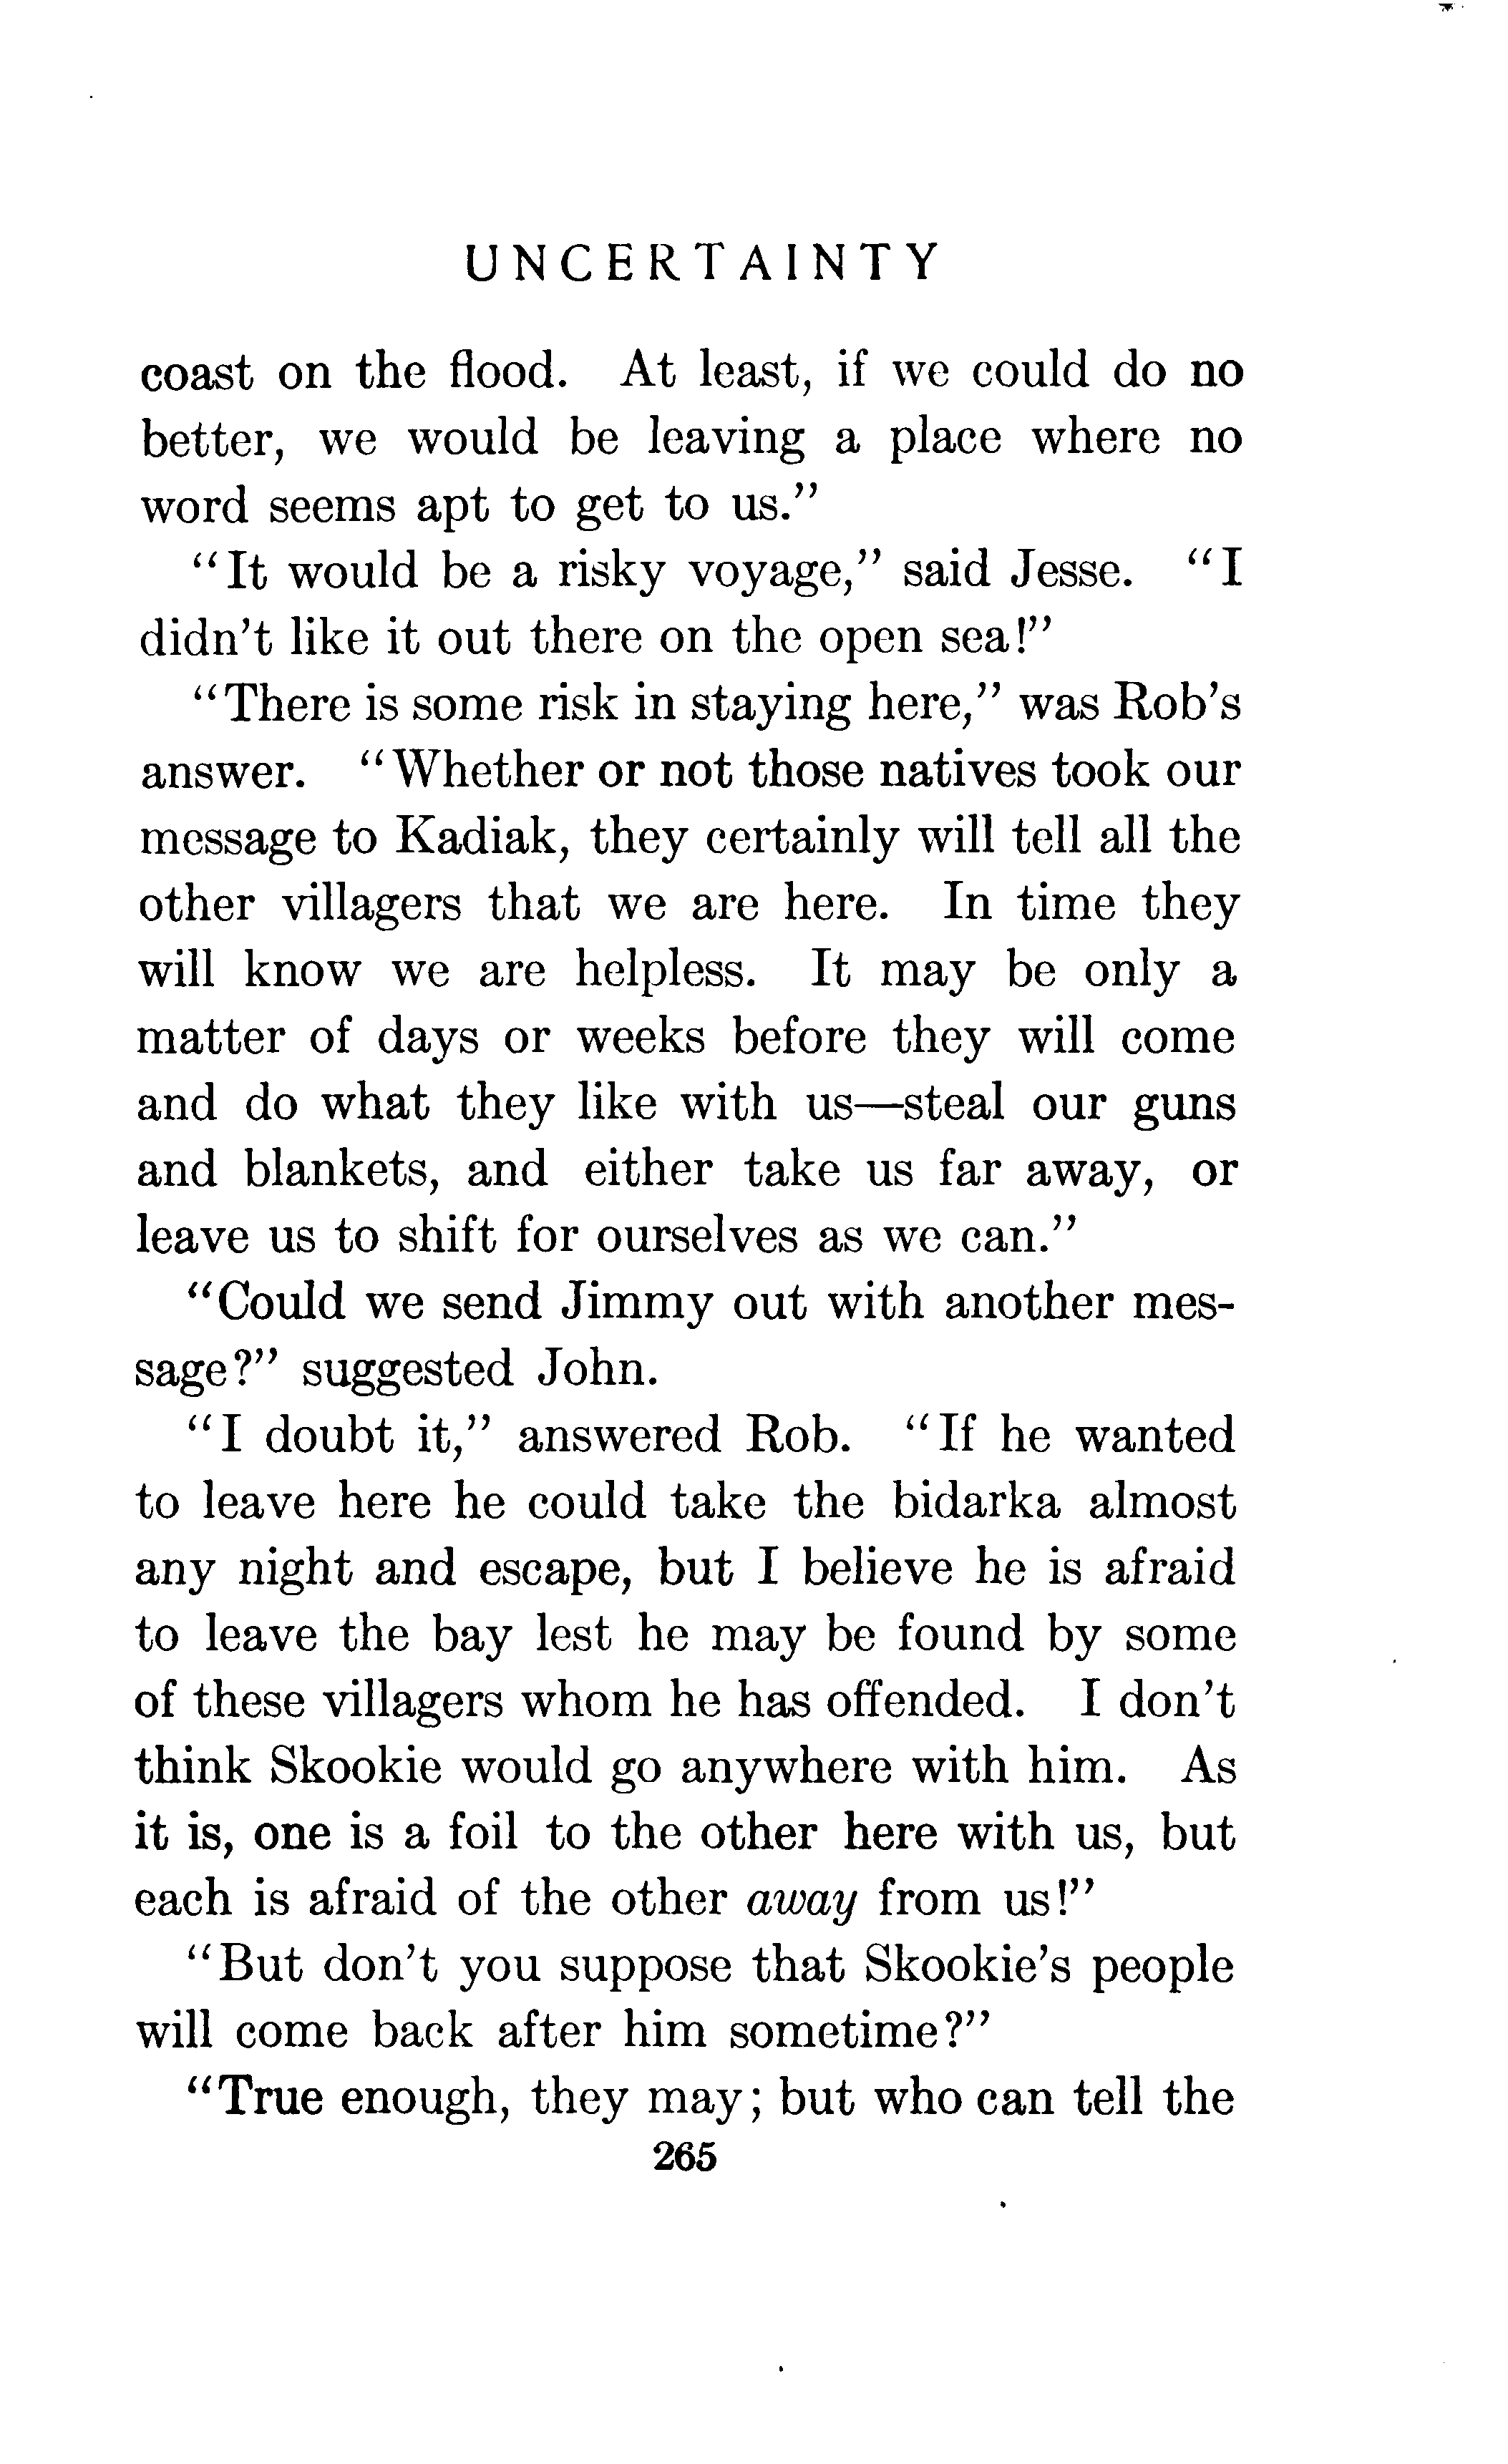 UNCERTAINTY
coast on the flood. At least, if we could do no
better, we would be leaving a place where no
word seems apt to get to us."
"It would be a risky voyage," said Jesse. "I
didn't like it out there on the open sea!"
"There is some risk in staying here," was Rob's
answer. "Whether or not those natives took our
message to Kadiak, they certainly will tell all the
other villagers that we are here. In time they
will know we are helpless. It may be only a
matter of days or weeks before they will come
and do what they like with us—steal our guns
and blankets, and either take us far away, or
leave us to shift for ourselves as we can."
"Could we send Jimmy out with another mes-
sage?" suggested John.
"I doubt it," answered Rob. "If he wanted
to leave here he could take the bidarka almost
any night and escape, but I believe he is afraid
to leave the bay lest he may be found by some
of these villagers whom he has offended. I don't
think Skookie would go anywhere with him. As
it is, one is a foil to the other here with us, but
each is afraid of the other away from us!"
"But don't you suppose that Skookie's people
will come back after him sometime?"
"True enough, they may; but who can tell the
265